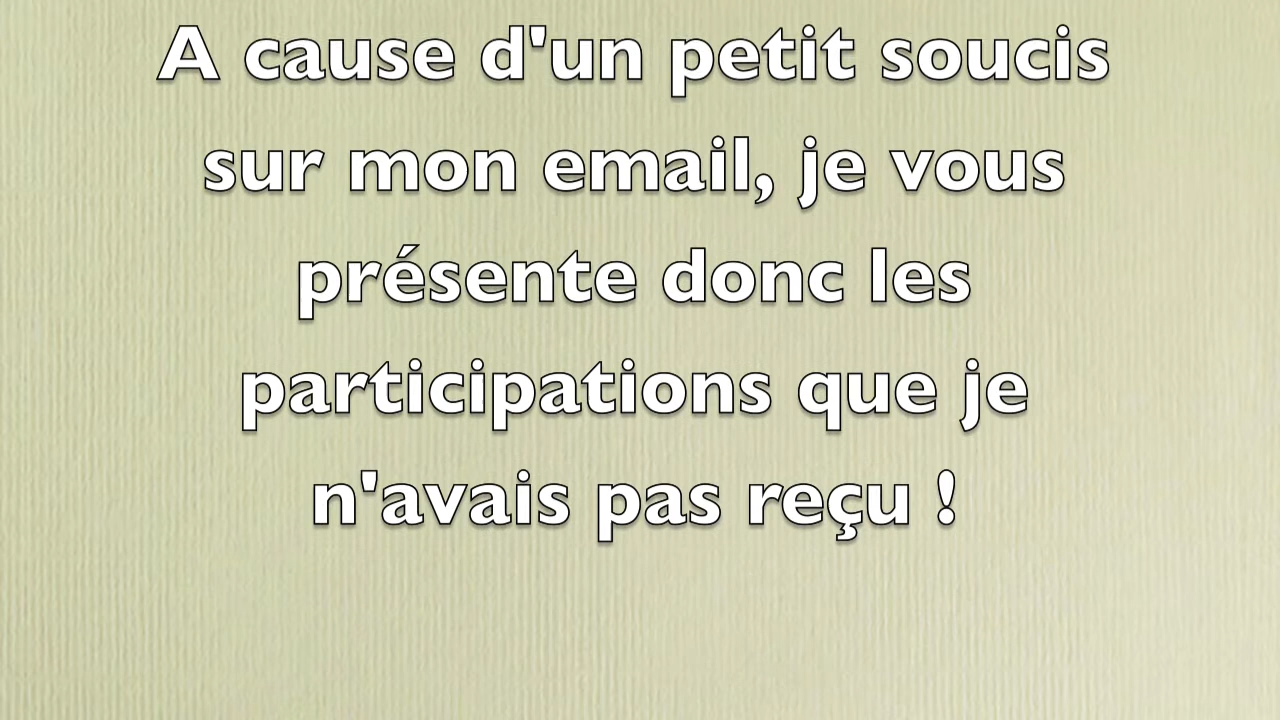 A cause d'un petit soucis
sur mon email, je vous
présente donc les
participations que je
n'avais pas reçu !